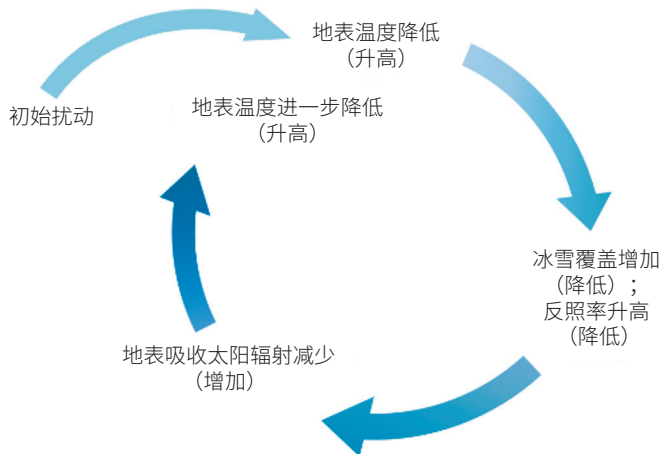 地表温度降低
（升高）
初始扰动
地表温度进一步降低
（升高）
冰雪覆盖增加
（降低）；
反照率升高
（降低）
地表吸收太阳辐射减少
（增加）